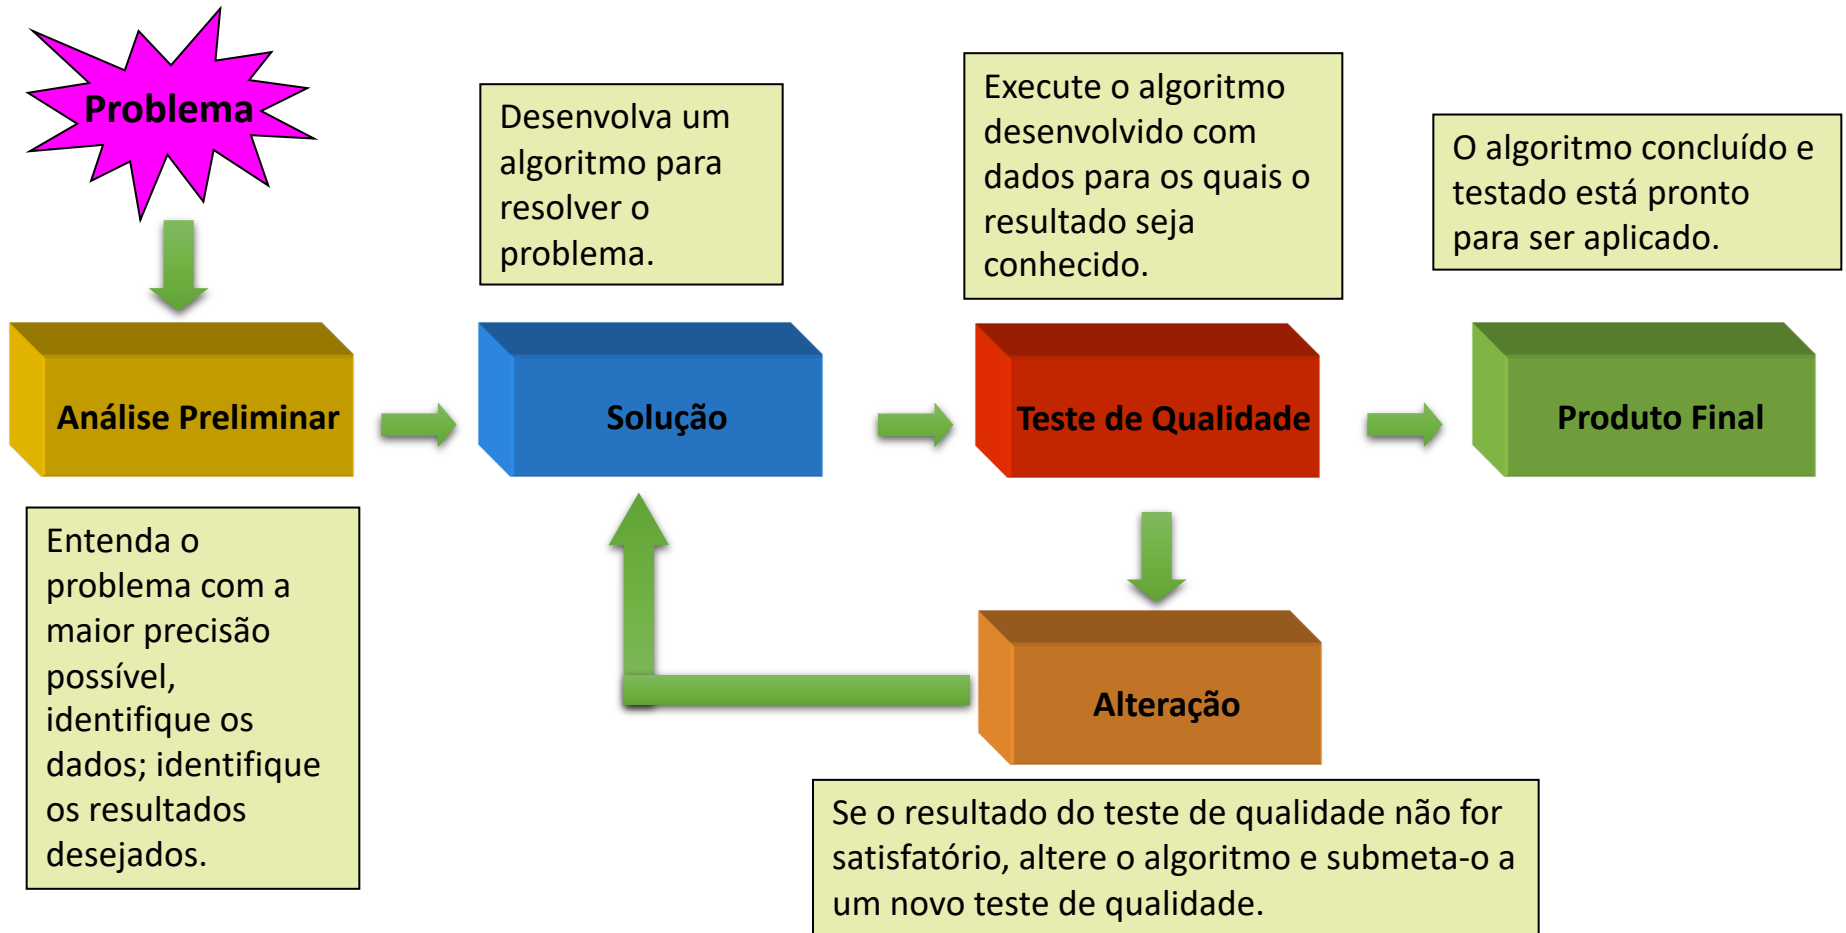 Problema
Desenvolva um
algoritmo para
resolver o
problema.
Execute o algoritmo
desenvolvido com
dados para os quais o
resultado seja
conhecido.
O algoritmo concluído e
testado está pronto
para ser aplicado.
Análise Preliminar
Solução
Teste de Qualidade
Produto Final
Entenda o
problema com a
maior precisão
possível,
identifique os
dados; identifique
os resultados
desejados.
Alteração
Se o resultado do teste de qualidade não for
satisfatório, altere o algoritmo e submeta-o a
um novo teste de qualidade.